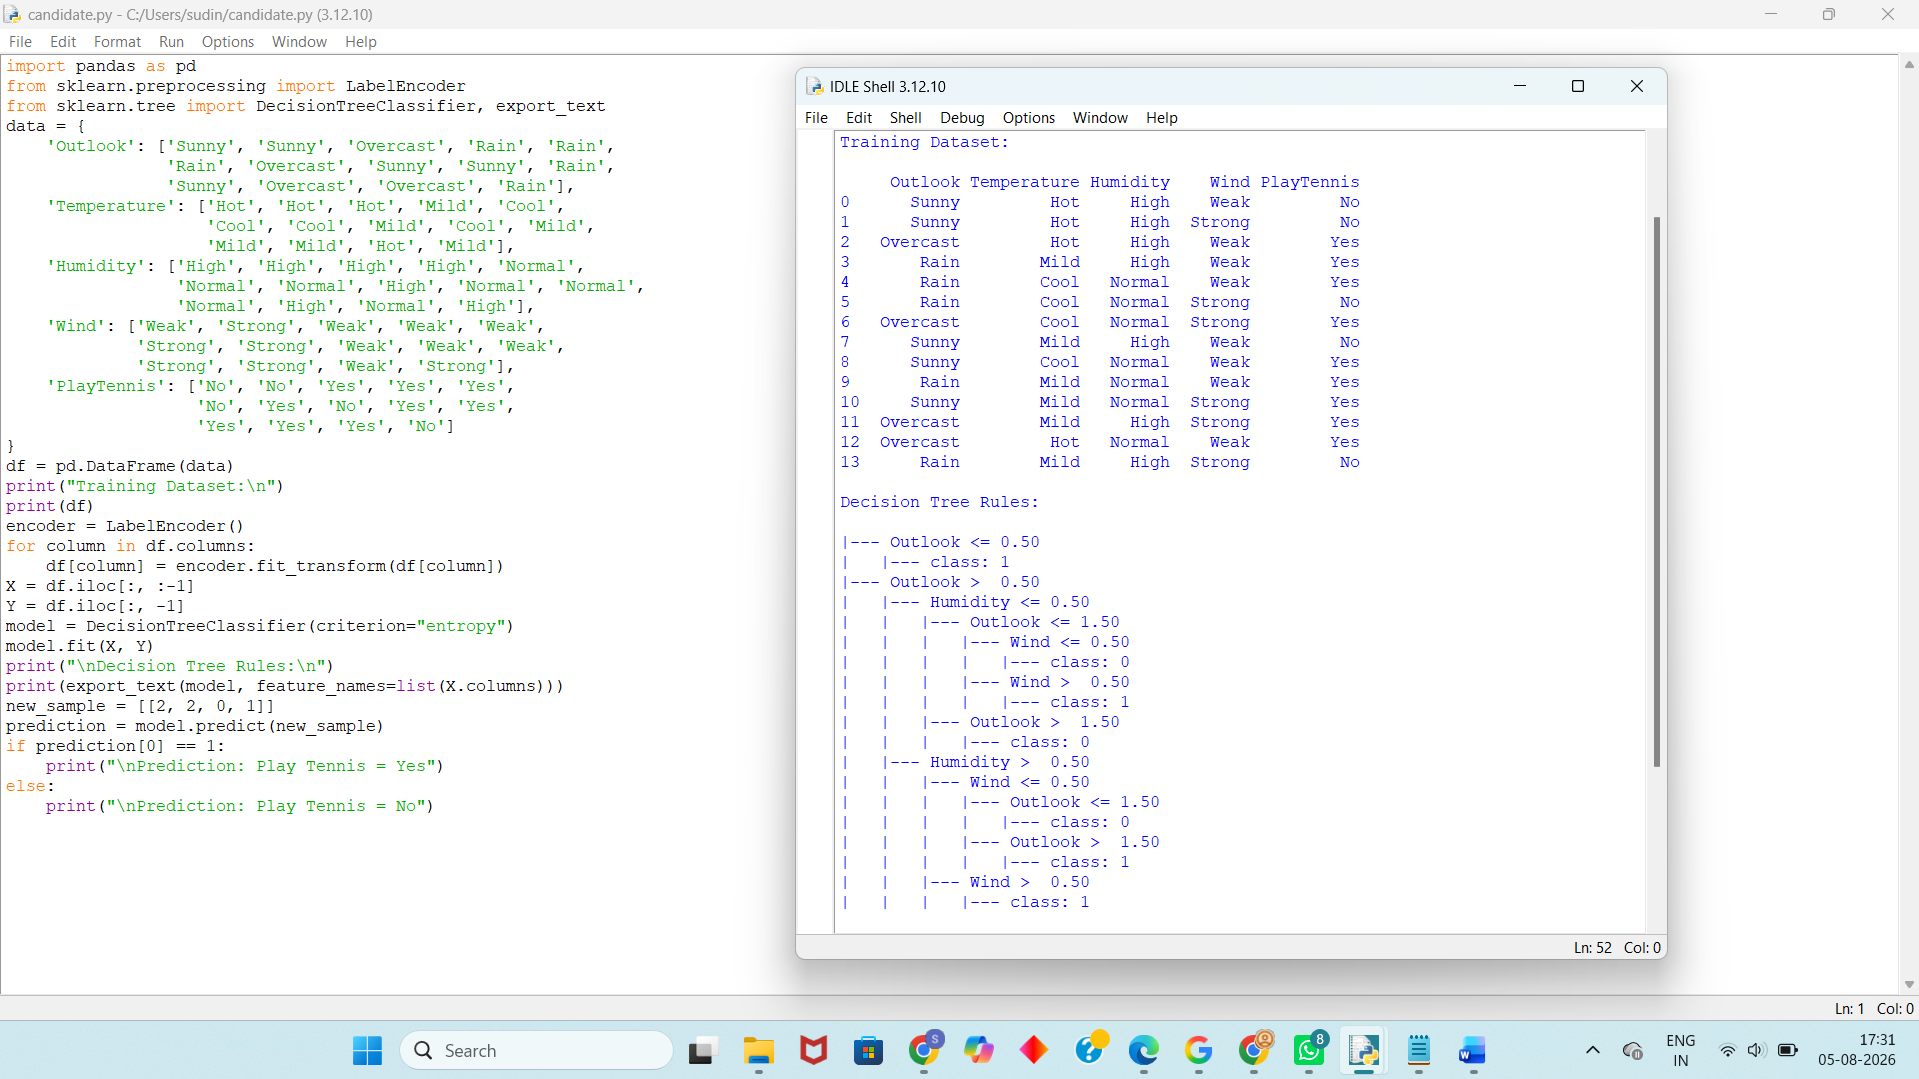 candidate.py - C:/Users/sudin/candidate.py (3.12.10)
File Edit Format Run Options Window Help
import pandas as pd
from sklearn.preprocessing import LabelEncoder
from sklearn.tree import DecisionTreeClassifier, export_text
data = {
    'Outlook': ['Sunny', 'Sunny', 'Overcast', 'Rain', 'Rain',
                'Rain', 'Overcast', 'Sunny', 'Sunny', 'Rain',
                'Sunny', 'Overcast', 'Overcast', 'Rain'],
    'Temperature': ['Hot', 'Hot', 'Hot', 'Mild', 'Cool',
                    'Cool', 'Cool', 'Mild', 'Cool', 'Mild',
                    'Mild', 'Mild', 'Hot', 'Mild'],
    'Humidity': ['High', 'High', 'High', 'High', 'Normal',
                 'Normal', 'Normal', 'High', 'Normal', 'Normal',
                 'Normal', 'High', 'Normal', 'High'],
    'Wind': ['Weak', 'Strong', 'Weak', 'Weak', 'Weak',
             'Strong', 'Strong', 'Weak', 'Weak', 'Weak',
             'Strong', 'Strong', 'Weak', 'Strong'],
    'PlayTennis': ['No', 'No', 'Yes', 'Yes', 'Yes',
                   'No', 'Yes', 'No', 'Yes', 'Yes',
                   'Yes', 'Yes', 'Yes', 'No']
}
df = pd.DataFrame(data)
print("Training Dataset:\n")
print(df)
encoder = LabelEncoder()
for column in df.columns:
    df[column] = encoder.fit_transform(df[column])
X = df.iloc[:, :-1]
Y = df.iloc[:, -1]
model = DecisionTreeClassifier(criterion="entropy")
model.fit(X, Y)
print("\nDecision Tree Rules:\n")
print(export_text(model, feature_names=list(X.columns)))
new_sample = [[2, 2, 0, 1]]
prediction = model.predict(new_sample)
if prediction[0] == 1:
    print("\nPrediction: Play Tennis = Yes")
else:
    print("\nPrediction: Play Tennis = No")
IDLE Shell 3.12.10
File Edit Shell Debug Options Window Help
Training Dataset:
     Outlook Temperature Humidity    Wind PlayTennis
0      Sunny         Hot     High    Weak         No
1      Sunny         Hot     High  Strong         No
2   Overcast         Hot     High    Weak        Yes
3       Rain        Mild     High    Weak        Yes
4       Rain        Cool   Normal    Weak        Yes
5       Rain        Cool   Normal  Strong         No
6   Overcast        Cool   Normal  Strong        Yes
7      Sunny        Mild     High    Weak         No
8      Sunny        Cool   Normal    Weak        Yes
9       Rain        Mild   Normal    Weak        Yes
10     Sunny        Mild   Normal  Strong        Yes
11  Overcast        Mild     High  Strong        Yes
12  Overcast         Hot   Normal    Weak        Yes
13      Rain        Mild     High  Strong         No
Decision Tree Rules:
|--- Outlook <= 0.50
|   |--- class: 1
|--- Outlook >  0.50
|   |--- Humidity <= 0.50
|   |   |--- Outlook <= 1.50
|   |   |   |--- Wind <= 0.50
|   |   |   |   |--- class: 0
|   |   |   |--- Wind >  0.50
|   |   |   |   |--- class: 1
|   |   |--- Outlook >  1.50
|   |   |   |--- class: 0
|   |--- Humidity >  0.50
|   |   |--- Wind <= 0.50
|   |   |   |--- Outlook <= 1.50
|   |   |   |   |--- class: 0
|   |   |   |--- Outlook >  1.50
|   |   |   |   |--- class: 1
|   |   |--- Wind >  0.50
|   |   |   |--- class: 1
Ln: 52 Col: 0
Ln: 1 Col: 0
Search
S
8
W
ENG
IN
17:31
05-08-2026